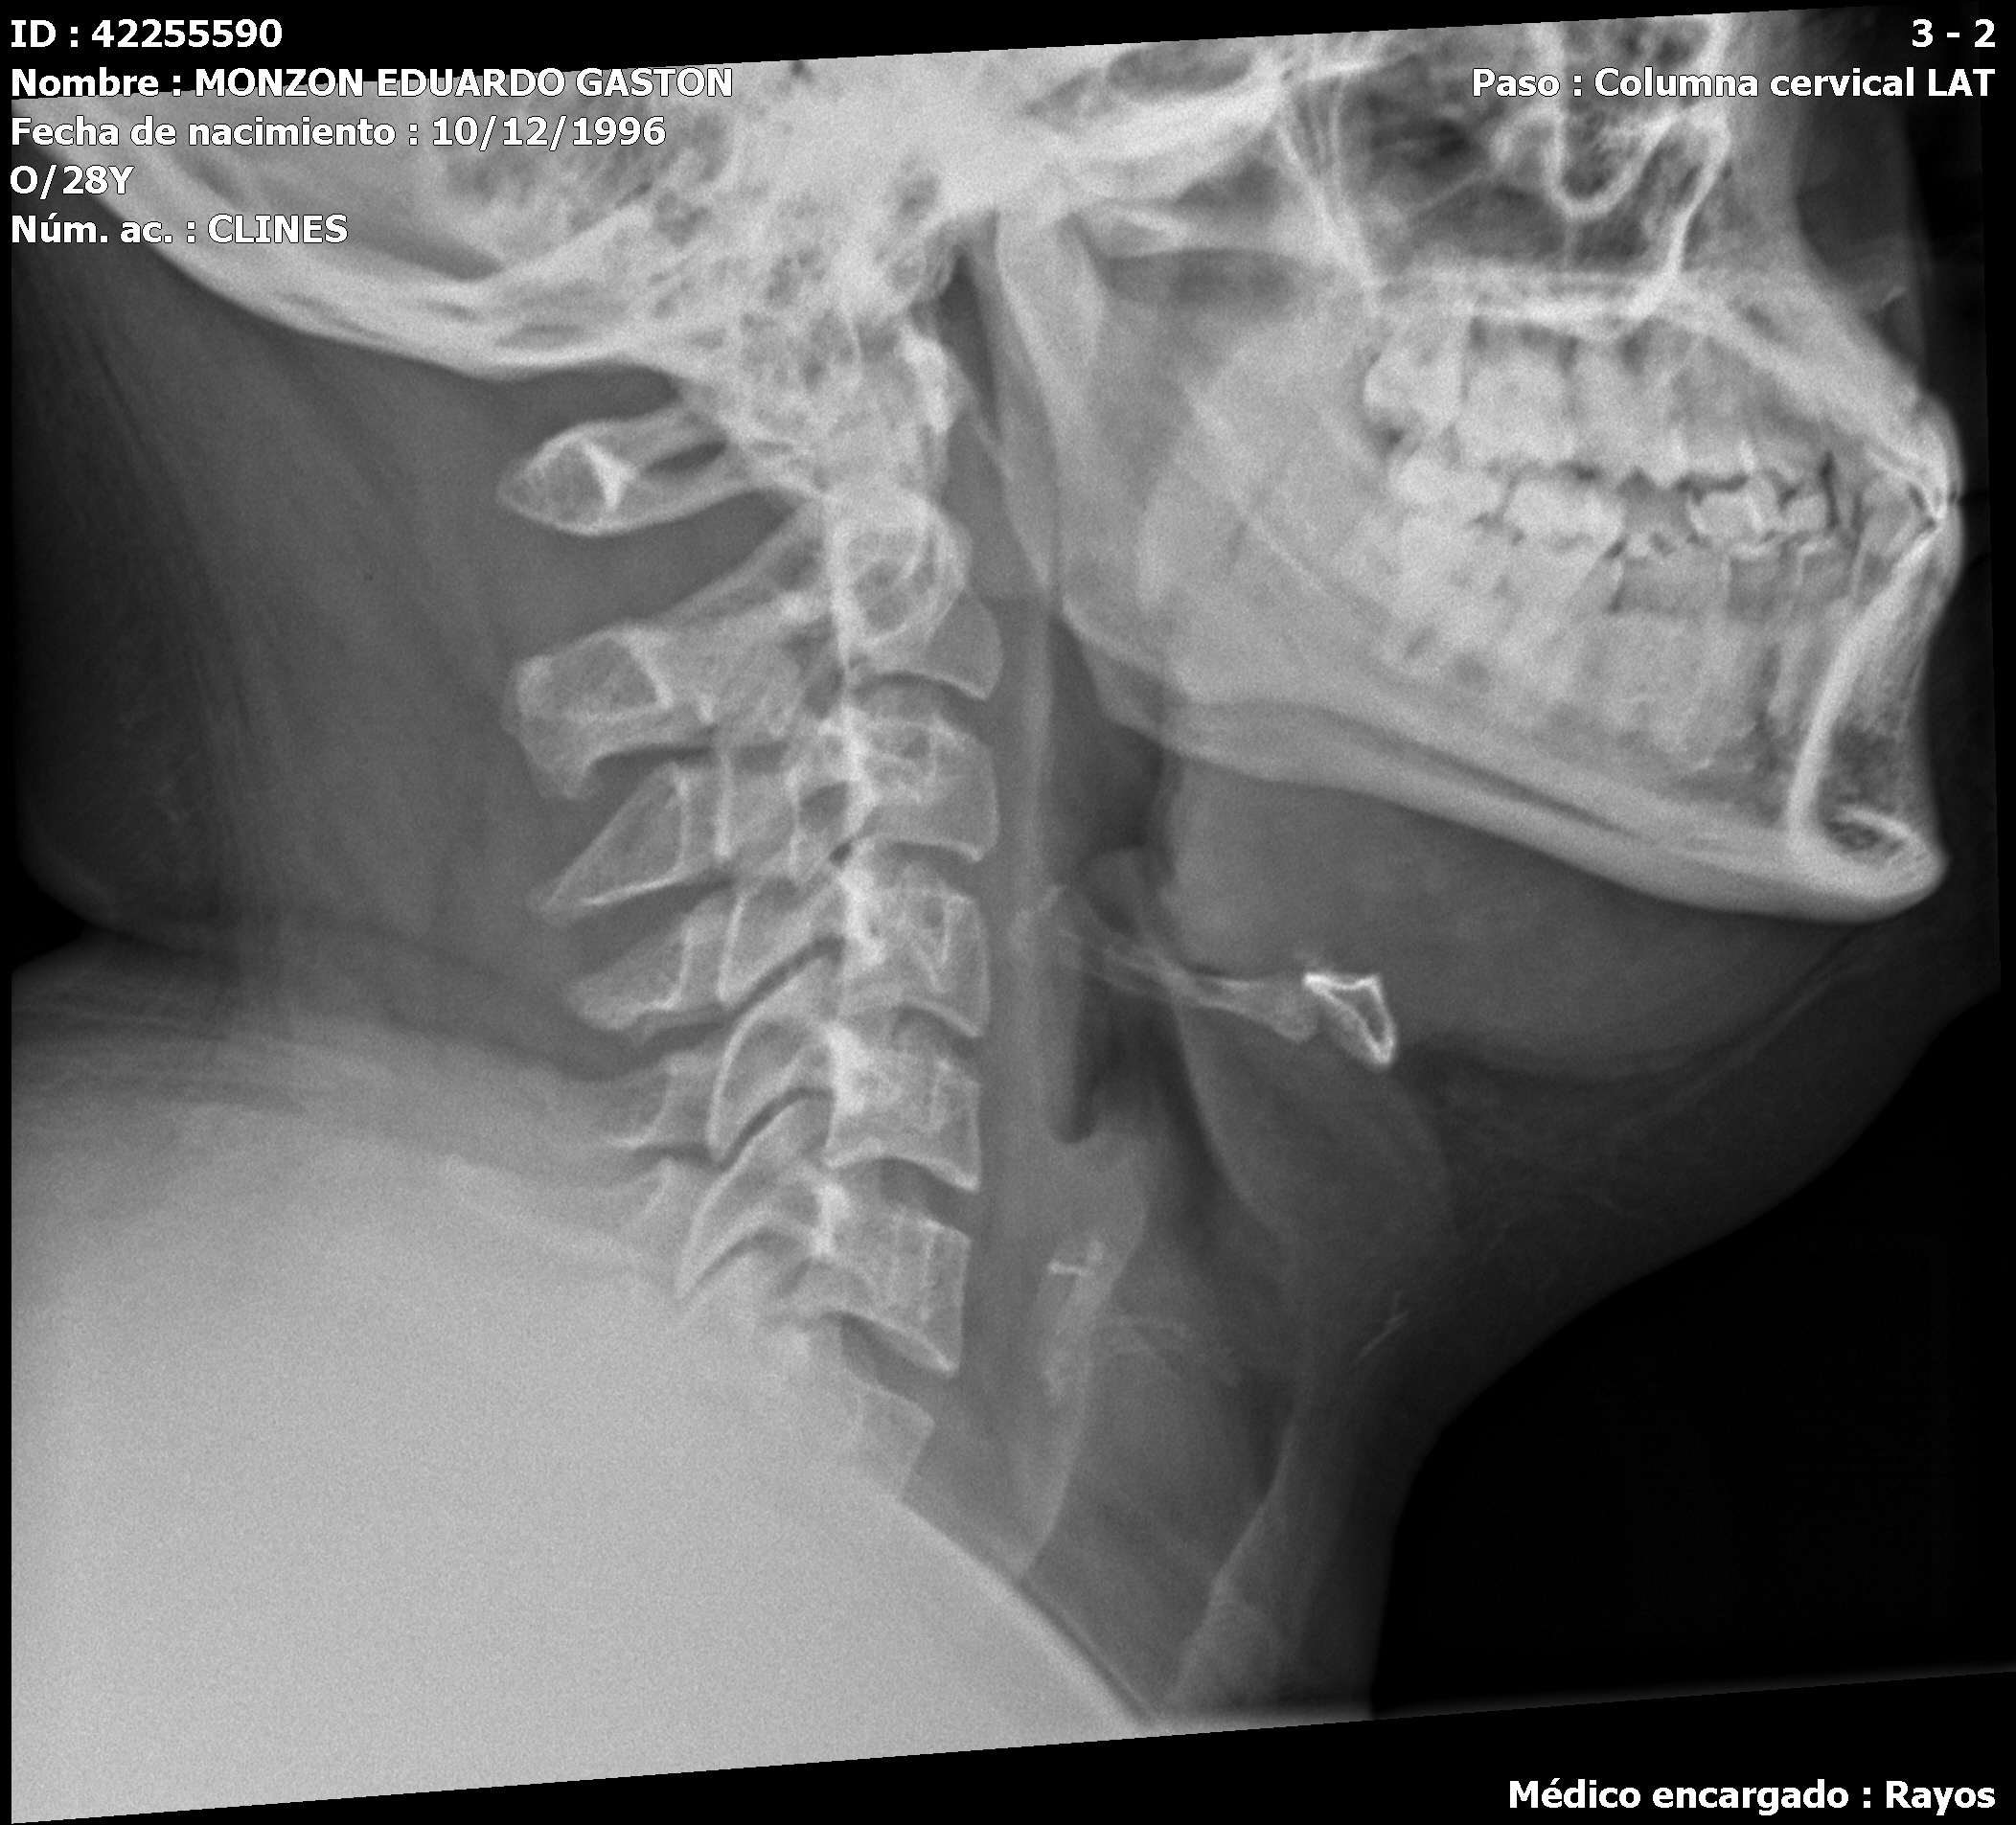 ID : 42255590
3 - 2
Nombre : MONZON EDUARDO GASTON
Paso : Columna cervical LAT
Fecha de nacimiento : 10/12/1996
O/28Y
Núm. ac. : CLINES
Médico encargado : Rayos